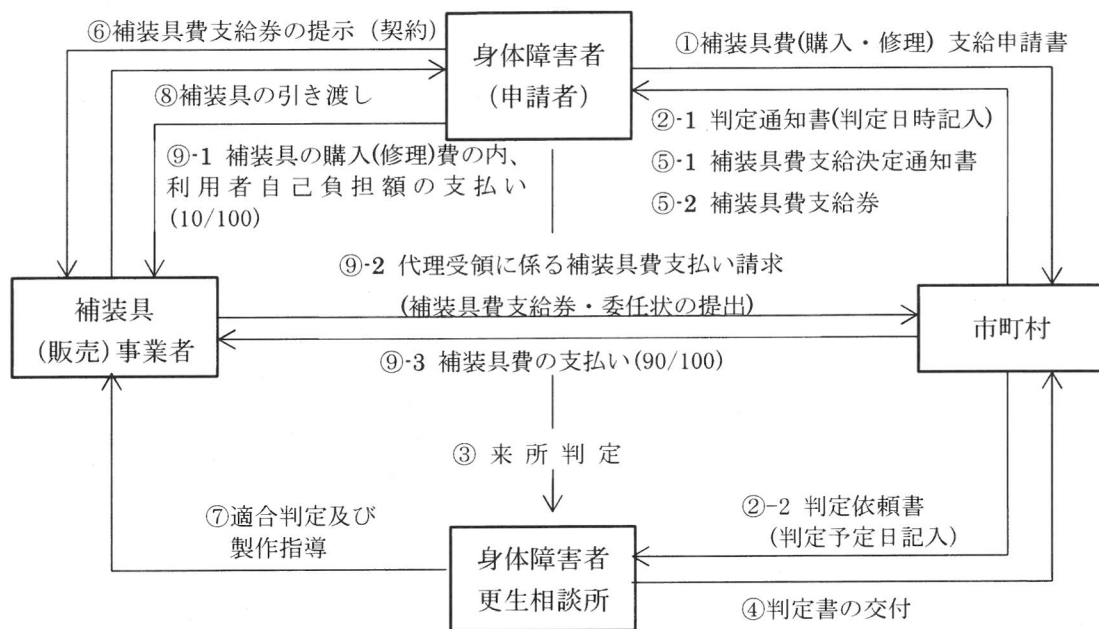 ⑥補装具費支給券の提示 (契約)
身体障害者
(申請者)
①補装具費(購入・修理) 支給申請書
⑧補装具の引き渡し
②-1 判定通知書(判定日時記入)
⑤-1 補装具費支給決定通知書
⑤-2 補装具費支給券
⑨-1 補装具の購入(修理)費の内、
利用者自己負担額の支払い
(10/100)
⑨-2 代理受領に係る補装具費支払い請求
(補装具費支給券・委任状の提出)
補装具
(販売)事業者
市町村
⑨-3 補装具費の支払い(90/100)
③ 来所判定
⑦適合判定及び
製作指導
②-2 判定依頼書
(判定予定日記入)
身体障害者
更生相談所
④判定書の交付